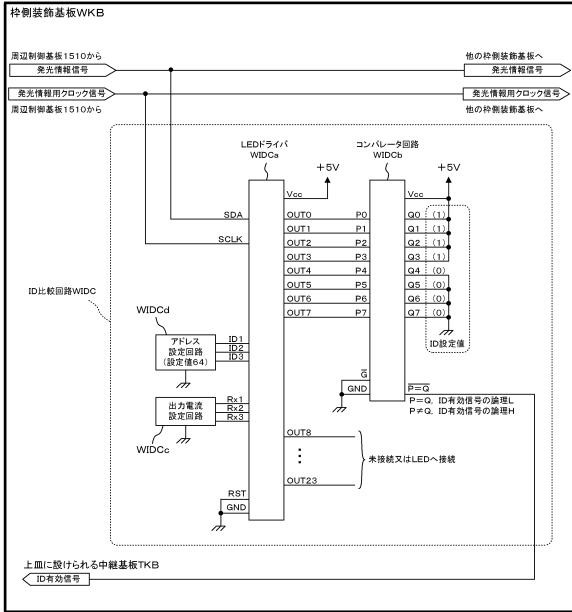 枠側装飾基板WKB
周辺制御基板1510から
発光情報信号
他の枠側装飾基板へ
発光情報信号
発光情報用クロック信号
周辺制御基板1510から
発光情報用クロック信号
他の枠側装飾基板へ
LEDドライバ
WIDCa
コンパレータ回路
WIDCb
+5V
+5V
Vcc
Vcc
SDA
SCLK
OUT0
OUT1
OUT2
OUT3
OUT4
OUT5
OUT6
OUT7
P0
P1
P2
P3
P4
P5
P6
P7
Q0 (1)
Q1 (1)
Q2 (1)
Q3 (1)
Q4 (0)
Q5 (0)
Q6 (0)
Q7 (0)
ID設定値
ID比較回路WIDC
WIDCd
アドレス
設定回路
(設定値64)
ID1
ID2
ID3
出力電流
設定回路
Rx1
Rx2
Rx3
WIDCc
G
GND
P=Q
P=Q, ID有効信号の論理L
P≠Q, ID有効信号の論理H
OUT8
⋮
OUT23
未接続又はLEDへ接続
RST
GND
上皿に設けられる中継基板TKB
ID有効信号